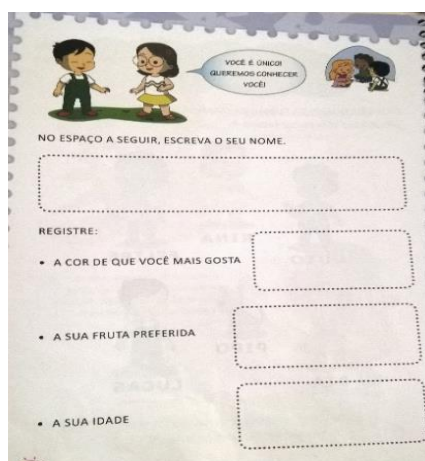 VOCÊ É ÚNICO!
QUEREMOS CONHECER
VOCÊ!
NO ESPAÇO A SEGUIR, ESCREVA O SEU NOME.
REGISTRE:
• A COR DE QUE VOCÊ MAIS GOSTA
• A SUA FRUTA PREFERIDA
• A SUA IDADE